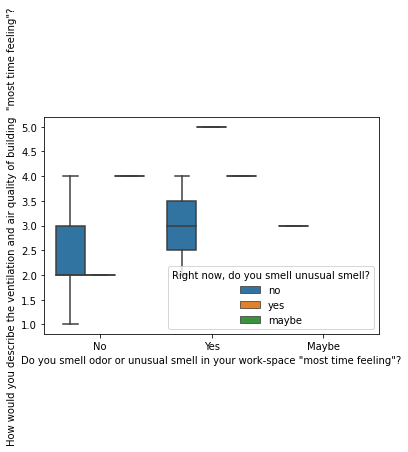 How would you describe the ventilation and air quality of building "most time feeling"?
5.0
4.5
4.0
3.5
3.0
2.5
2.0
1.5
1.0
Right now, do you smell unusual smell?
no
yes
maybe
No Yes Maybe
Do you smell odor or unusual smell in your work-space "most time feeling"?